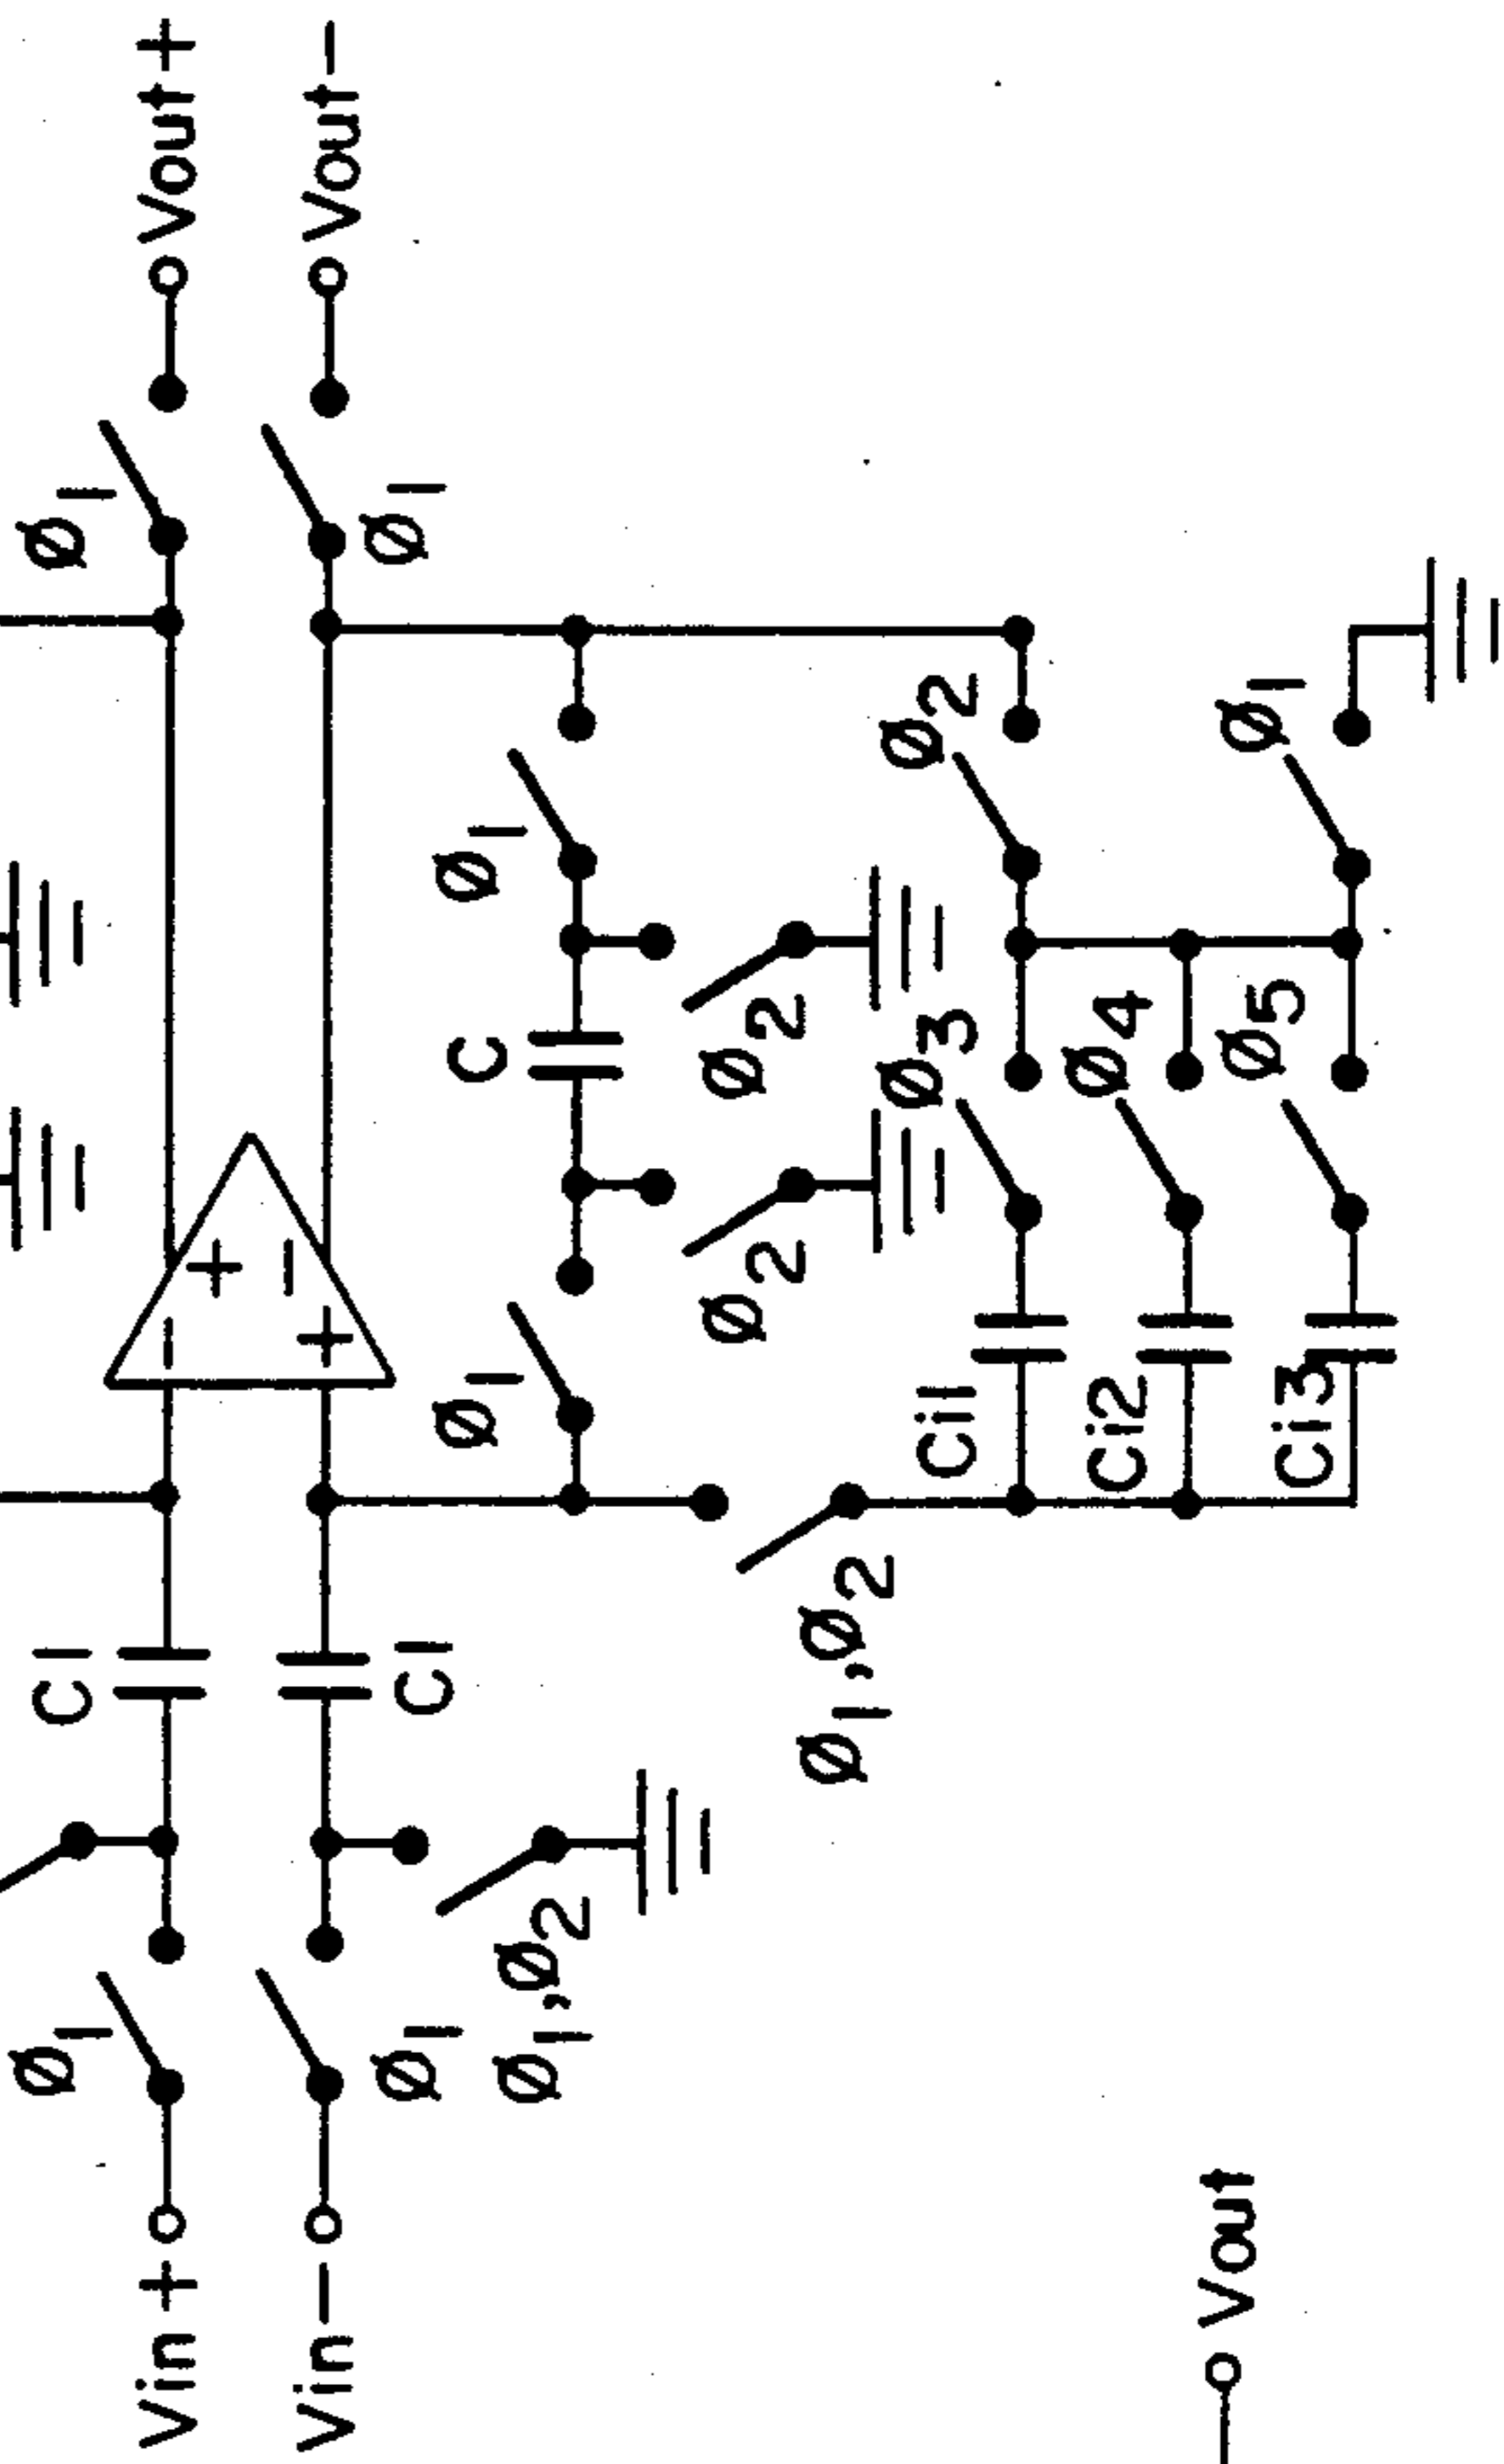 Ø1
C1
Ø1
Vin +
−
+
Vout +
Vin −
+
−
Vout −
Ø1
C1
Ø1
Ø1
C
Ø1
Ø1,Ø2
Ø2
Ø2
Ø1,Ø2
Ci1
Ø3
Ø2
Ci2
Ø4
Vout
Ci3
Ø5
Ø1